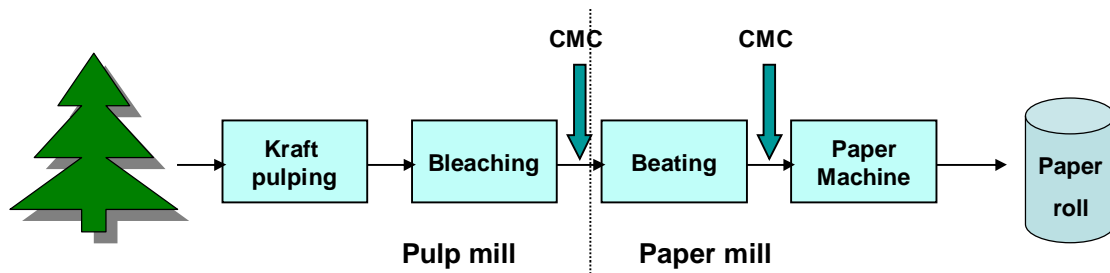 CMC
CMC
Kraft
pulping
Bleaching
Beating
Paper
Machine
Paper
roll
Pulp mill
Paper mill